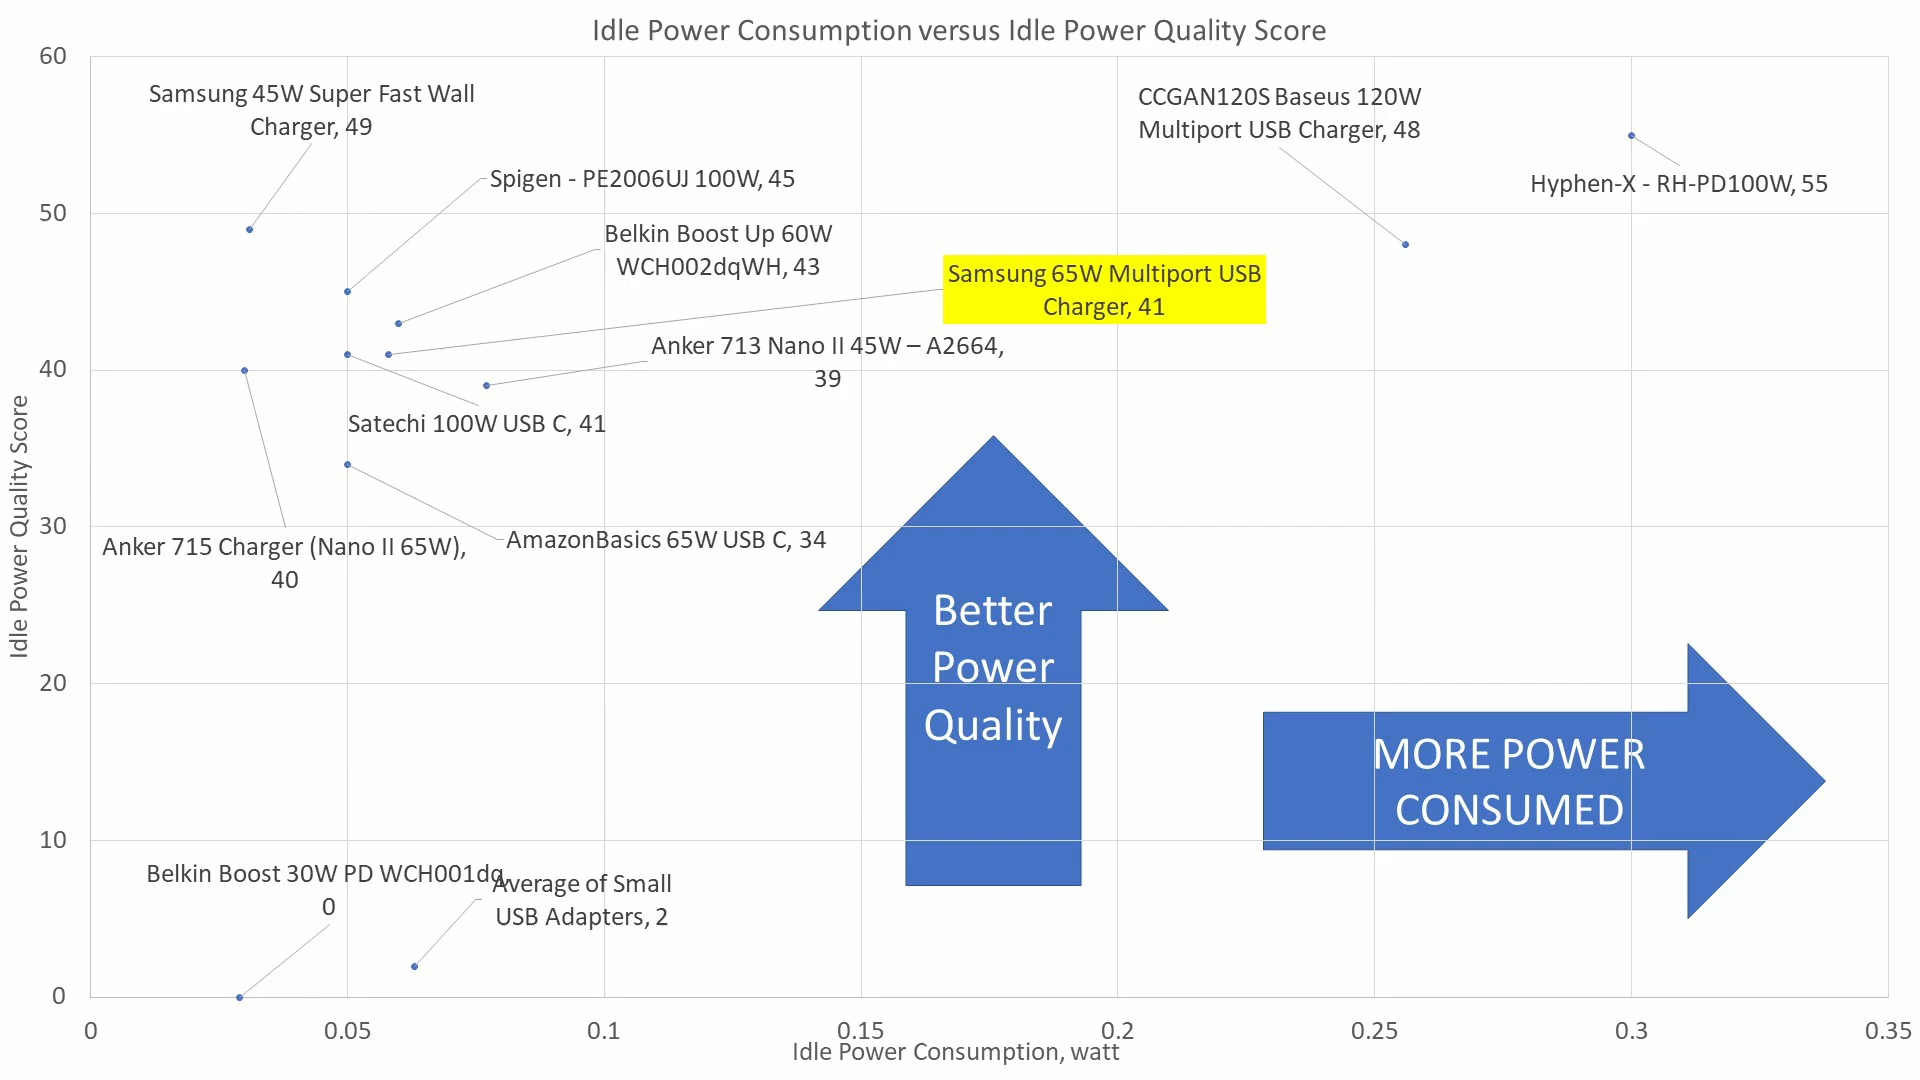 Idle Power Consumption versus Idle Power Quality Score
60
Samsung 45W Super Fast Wall
Charger, 49
CCGAN120S Baseus 120W
Multiport USB Charger, 48
Spigen - PE2006UJ 100W, 45
Hyphen-X - RH-PD100W, 55
50
Belkin Boost Up 60W
WCH002dqWH, 43
Samsung 65W Multiport USB
Charger, 41
Anker 713 Nano II 45W – A2664,
39
40
Satechi 100W USB C, 41
Idle Power Quality Score
30
Anker 715 Charger (Nano II 65W),
40
AmazonBasics 65W USB C, 34
Better
Power
Quality
20
MORE POWER
CONSUMED
10
Belkin Boost 30W PD WCH001dq,
0
Average of Small
USB Adapters, 2
0
0
0.05
0.1
0.15
0.2
0.25
0.3
0.35
Idle Power Consumption, watt